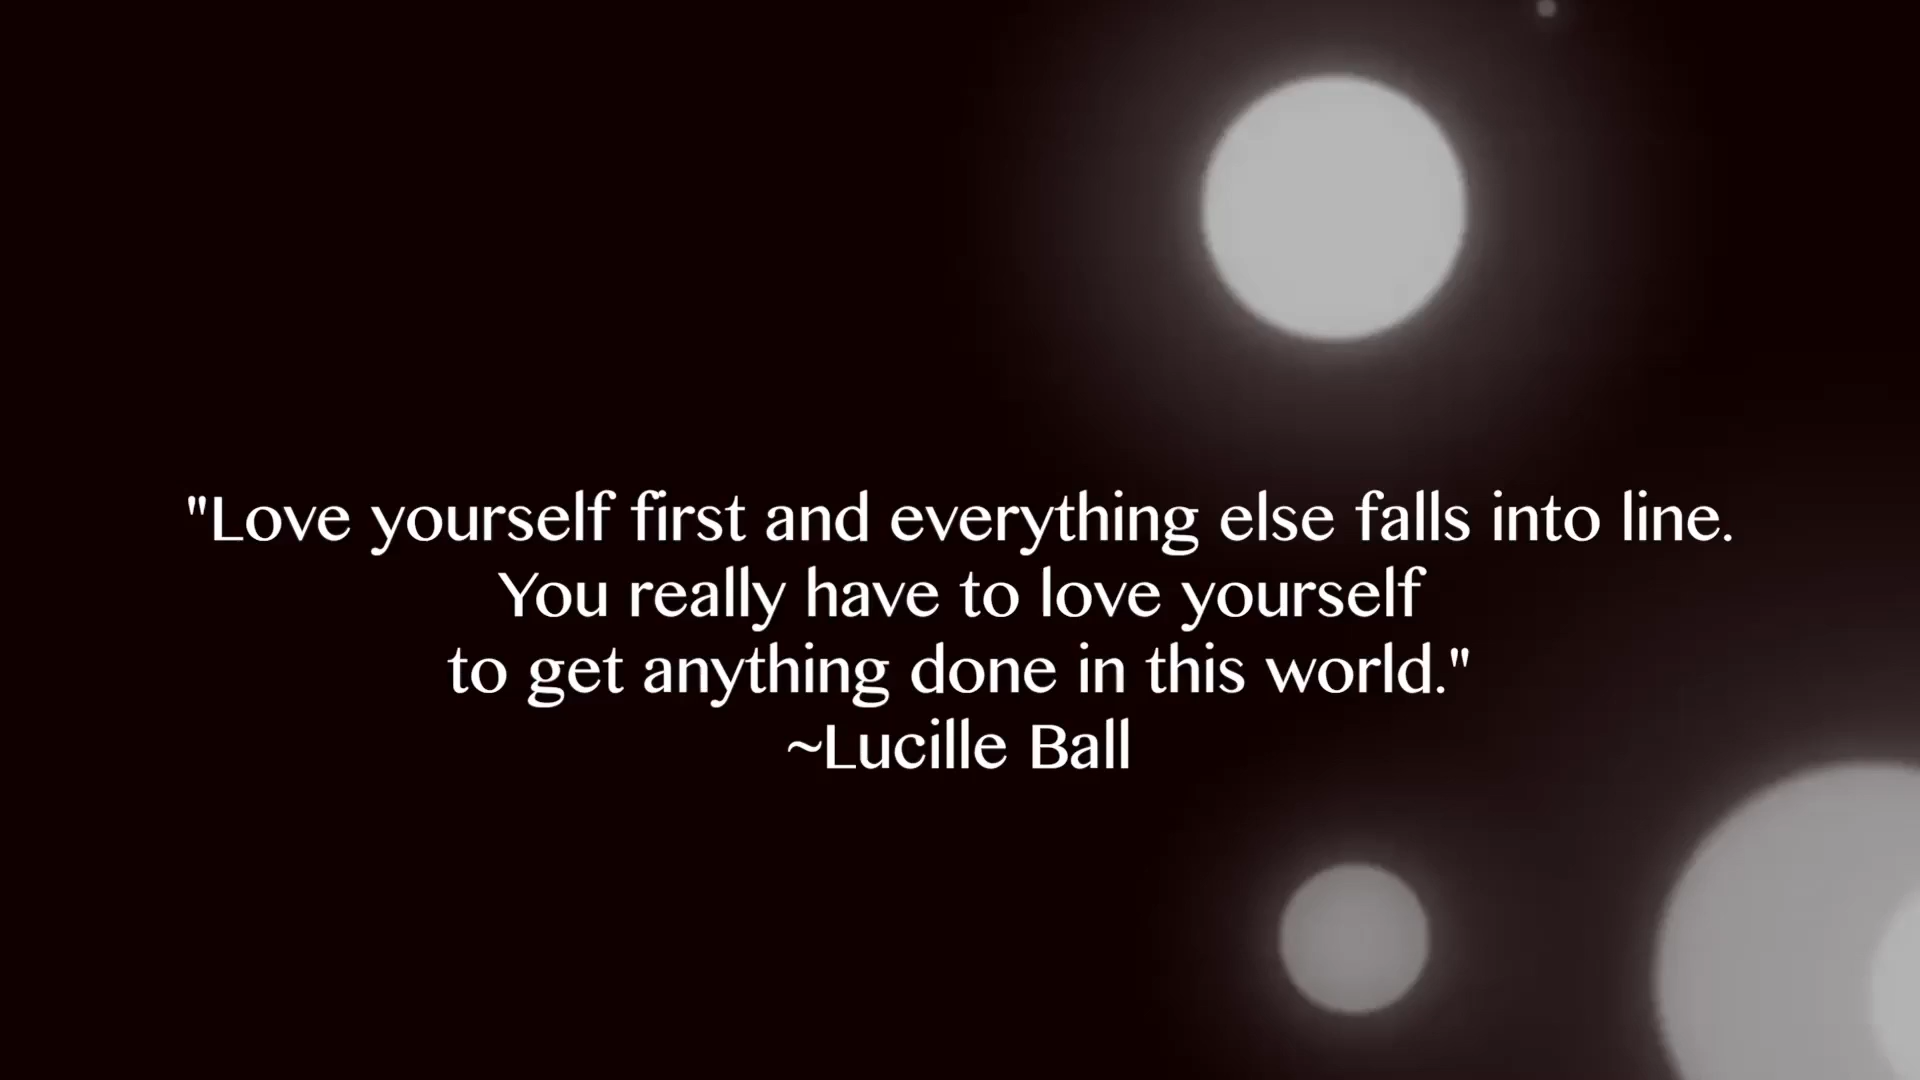 "Love yourself first and everything else falls into line.
You really have to love yourself
to get anything done in this world."
~Lucille Ball